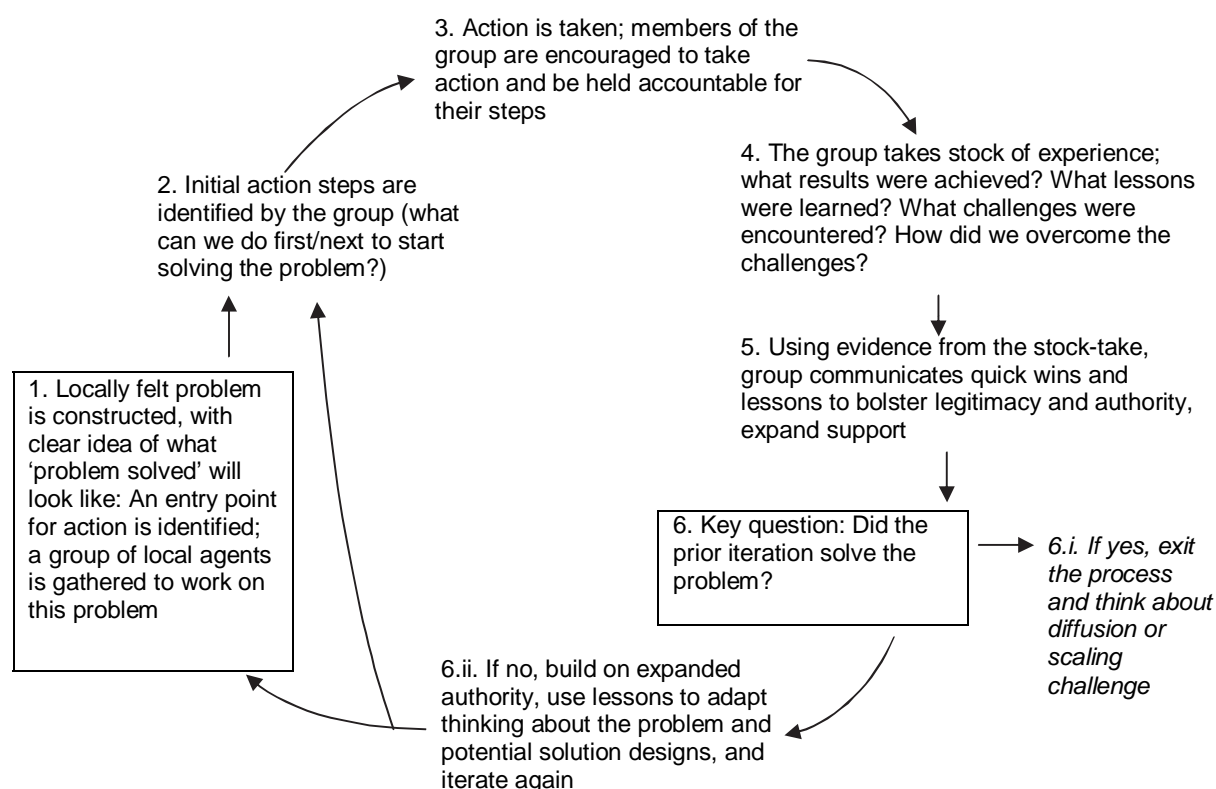 3. Action is taken; members of the
group are encouraged to take
action and be held accountable for
their steps
4. The group takes stock of experience;
what results were achieved? What lessons
were learned? What challenges were
encountered? How did we overcome the
challenges?
2. Initial action steps are
identified by the group (what
can we do first/next to start
solving the problem?)
5. Using evidence from the stock-take,
group communicates quick wins and
lessons to bolster legitimacy and authority,
expand support
1. Locally felt problem
is constructed, with
clear idea of what
‘problem solved’ will
look like: An entry point
for action is identified;
a group of local agents
is gathered to work on
this problem
6. Key question: Did the
prior iteration solve the
problem?
6.i. If yes, exit
the process
and think about
diffusion or
scaling
challenge
6.ii. If no, build on expanded
authority, use lessons to adapt
thinking about the problem and
potential solution designs, and
iterate again